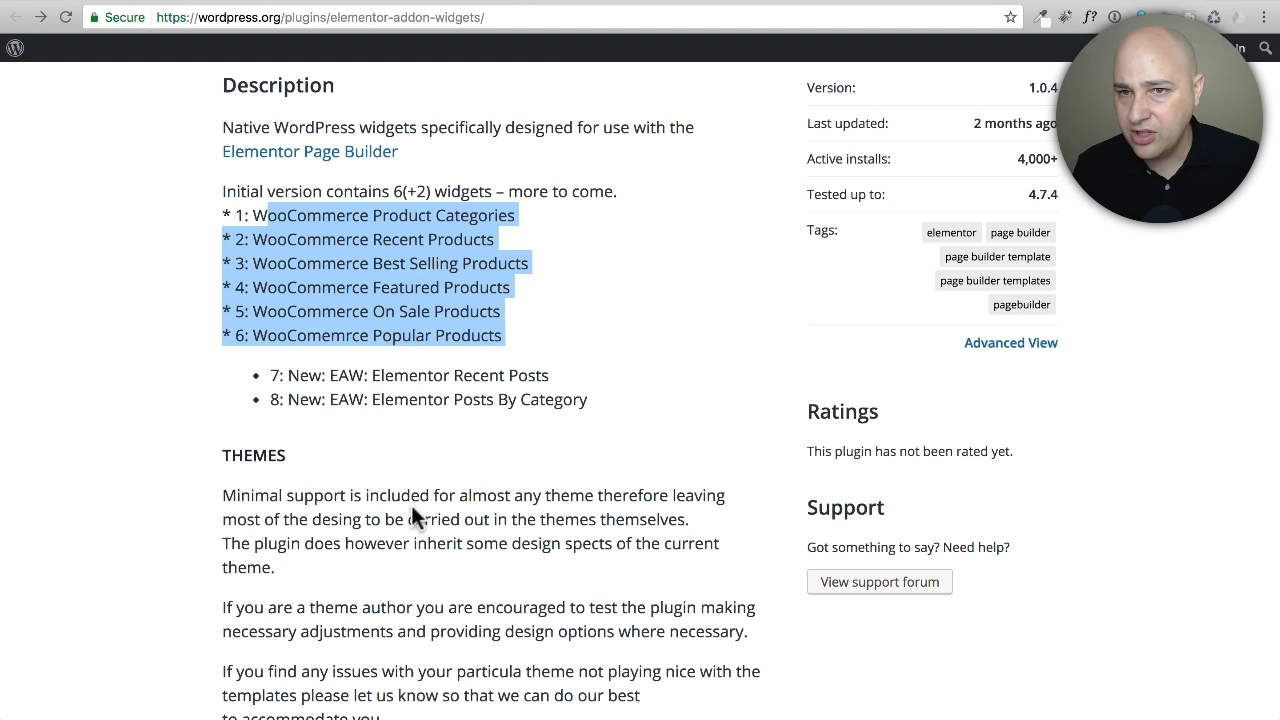 Secure https://wordpress.org/plugins/elementor-addon-widgets/
f?
In
Description
Native WordPress widgets specifically designed for use with the
Elementor Page Builder
Initial version contains 6(+2) widgets – more to come.
* 1: WooCommerce Product Categories
* 2: WooCommerce Recent Products
* 3: WooCommerce Best Selling Products
* 4: WooCommerce Featured Products
* 5: WooCommerce On Sale Products
* 6: WooComemrce Popular Products
• 7: New: EAW: Elementor Recent Posts
• 8: New: EAW: Elementor Posts By Category
THEMES
Minimal support is included for almost any theme therefore leaving
most of the desing to be carried out in the themes themselves.
The plugin does however inherit some design spects of the current
theme.
If you are a theme author you are encouraged to test the plugin making
necessary adjustments and providing design options where necessary.
If you find any issues with your particula theme not playing nice with the
templates please let us know so that we can do our best
to accommodate you.
Version: 1.0.4
Last updated: 2 months ago
Active installs: 4,000+
Tested up to: 4.7.4
Tags: elementor page builder
page builder template
page builder templates
pagebuilder
Advanced View
Ratings
This plugin has not been rated yet.
Support
Got something to say? Need help?
View support forum